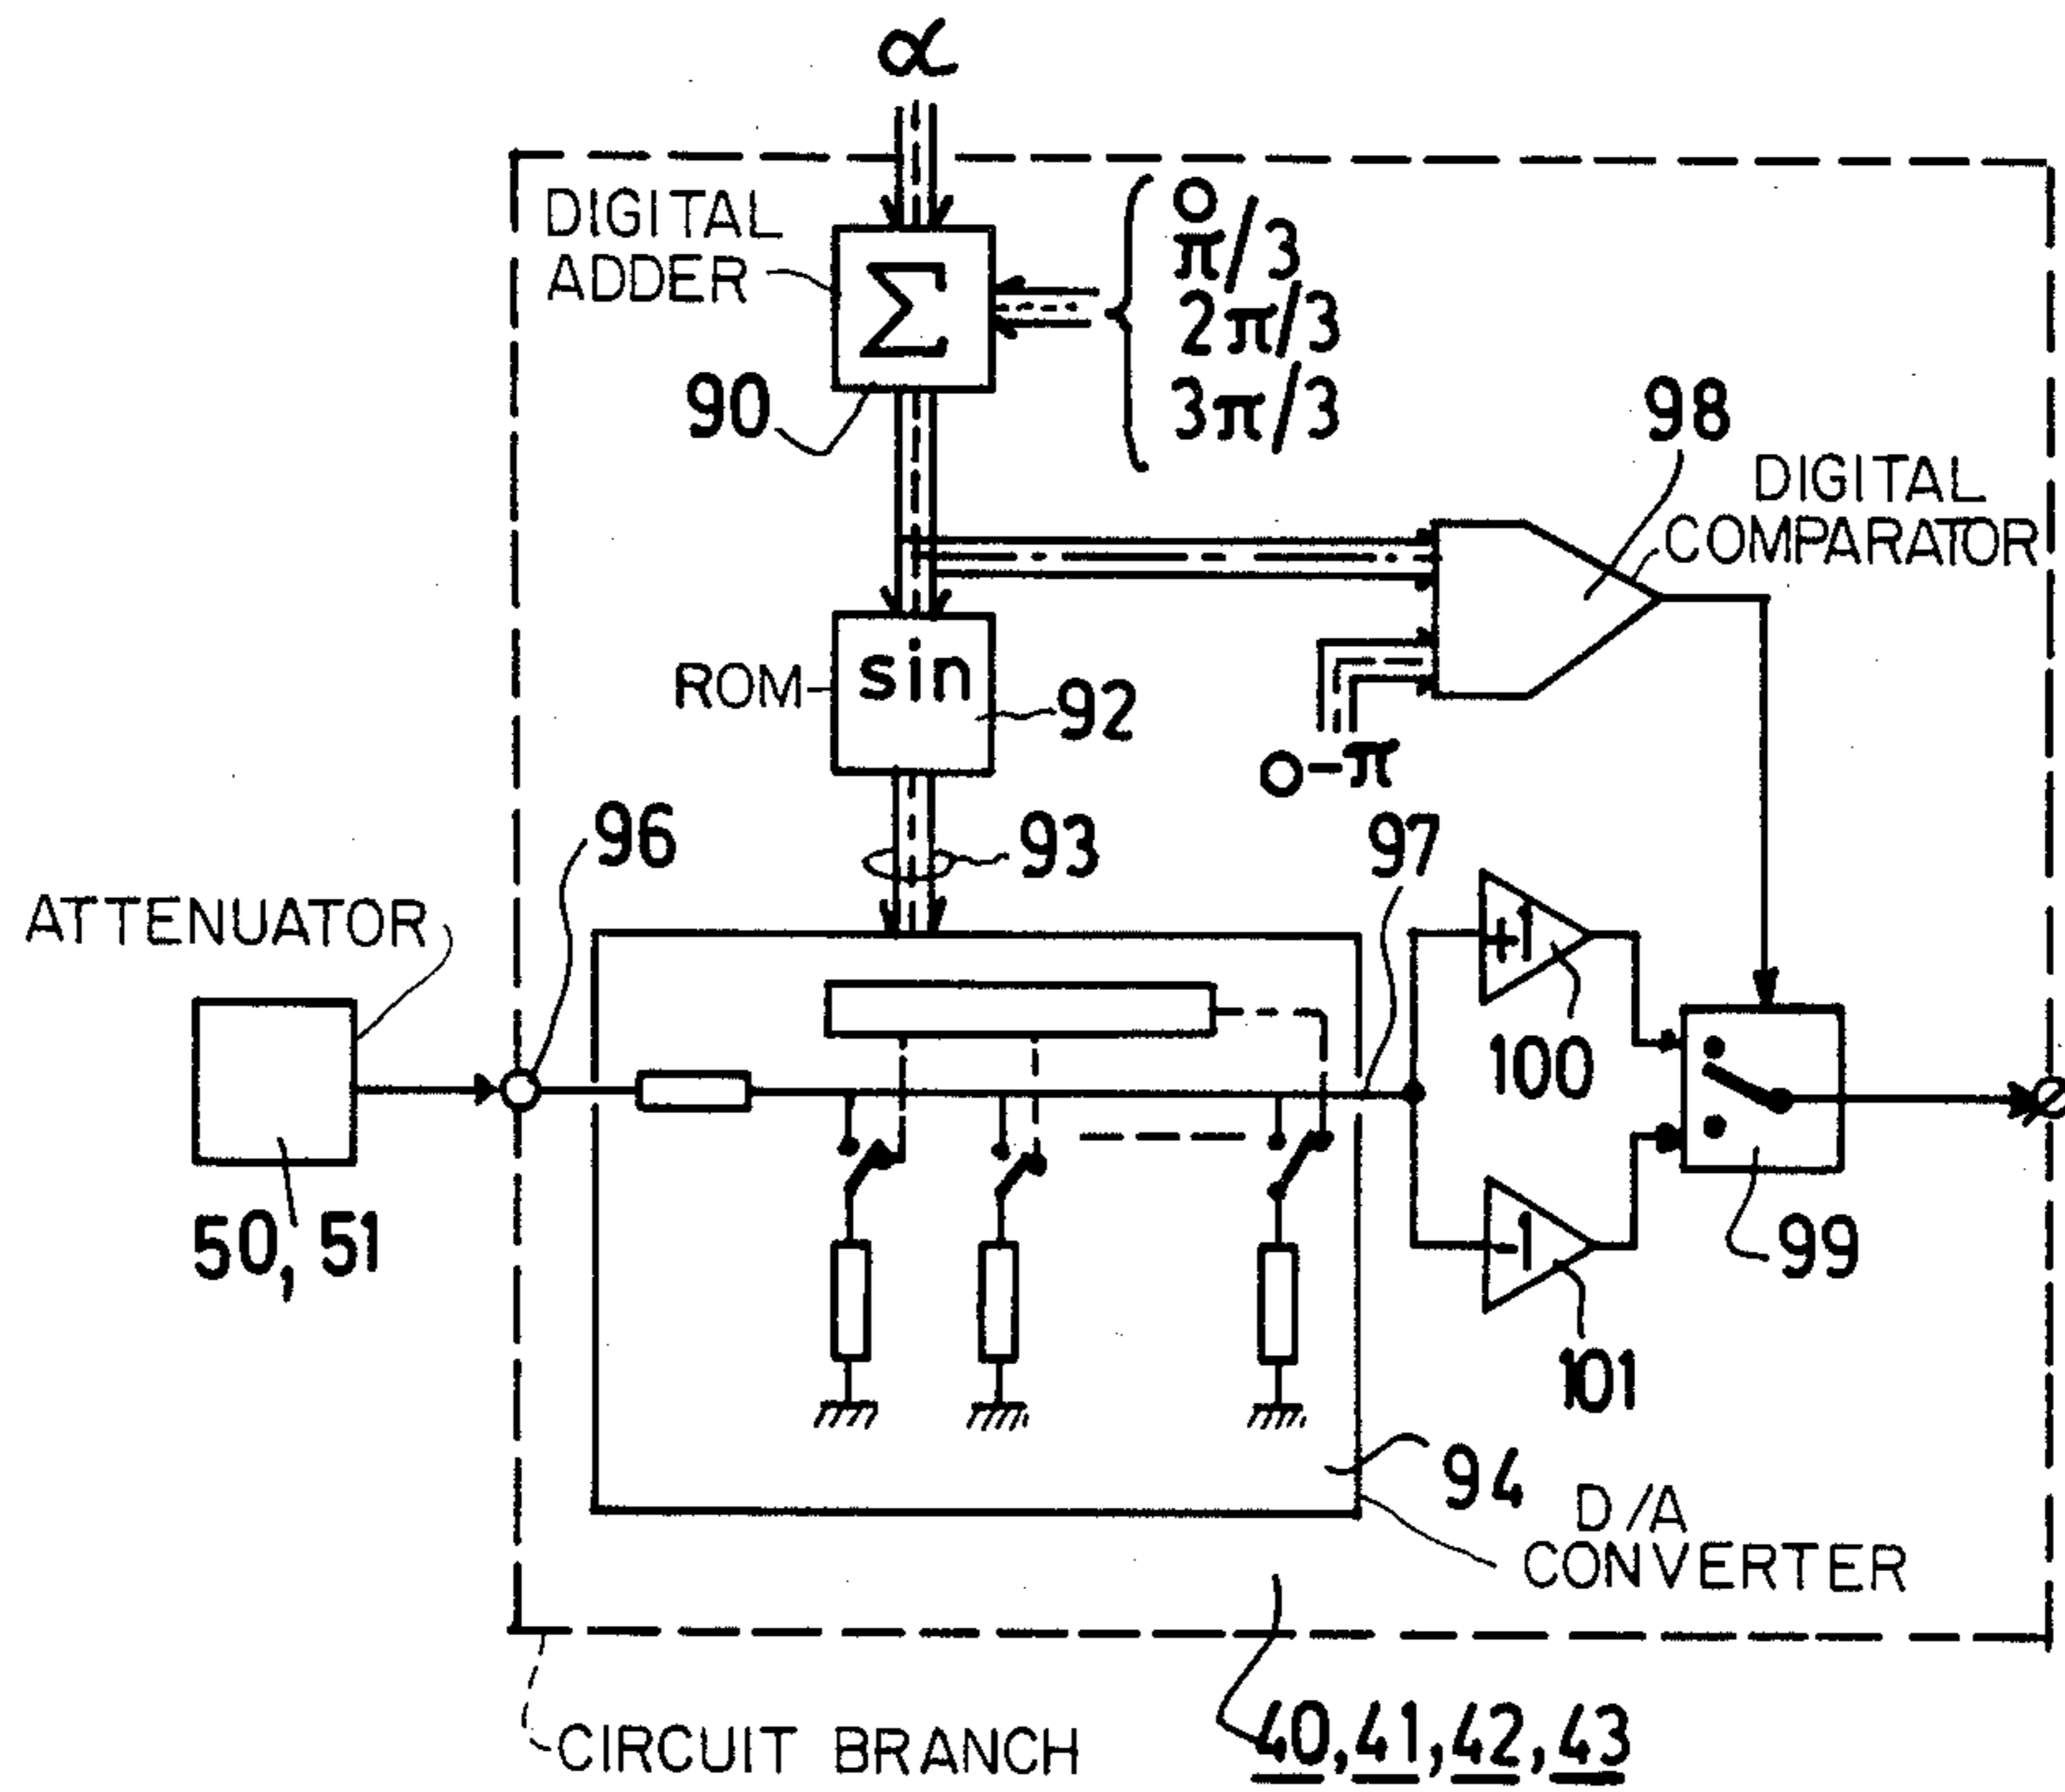 α
DIGITAL
ADDER
Σ
0
π/3
2π/3
3π/3
90
98
DIGITAL
COMPARATOR
ROM
sin
92
0-π
96
93
97
ATTENUATOR
+1
100
50, 51
-1
99
101
94
D/A
CONVERTER
CIRCUIT BRANCH
40, 41, 42, 43